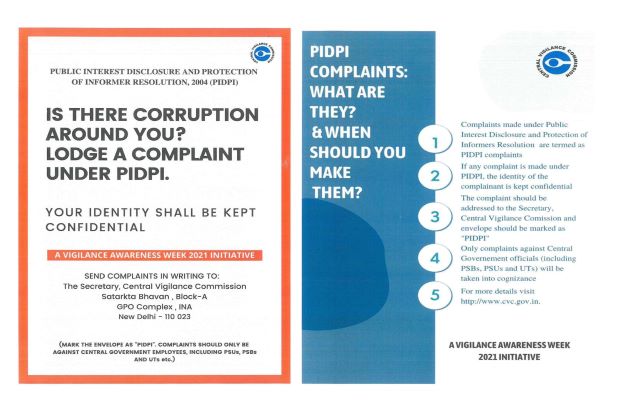 CENTRAL VIGILANCE COMMISSION
PUBLIC INTEREST DISCLOSURE AND PROTECTION
OF INFORMER RESOLUTION, 2004 (PIDPI)
IS THERE CORRUPTION
AROUND YOU?
LODGE A COMPLAINT
UNDER PIDPI.
YOUR IDENTITY SHALL BE KEPT
CONFIDENTIAL
A VIGILANCE AWARENESS WEEK 2021 INITIATIVE
SEND COMPLAINTS IN WRITING TO:
The Secretary, Central Vigilance Commission
Satarkta Bhavan , Block-A
GPO Complex , INA
New Delhi - 110 023
(MARK THE ENVELOPE AS "PIDPI". COMPLAINTS SHOULD ONLY BE
AGAINST CENTRAL GOVERNMENT EMPLOYEES, INCLUDING PSUs, PSBs
AND UTs etc.)
PIDPI
COMPLAINTS:
WHAT ARE
THEY?
& WHEN
SHOULD YOU
MAKE
THEM?
CENTRAL VIGILANCE COMMISSION
1
Complaints made under Public
Interest Disclosure and Protection of
Informers Resolution are termed as
PIDPI complaints
2
If any complaint is made under
PIDPI, the identity of the
complainant is kept confidential
3
The complaint should be
addressed to the Secretary,
Central Vigilance Comission and
envelope should be marked as
"PIDPI"
4
Only complaints against Central
Governement officials (including
PSBs, PSUs and UTs) will be
taken into cognizance
5
For more details visit
http://www.cvc.gov.in.
A VIGILANCE AWARENESS WEEK
2021 INITIATIVE